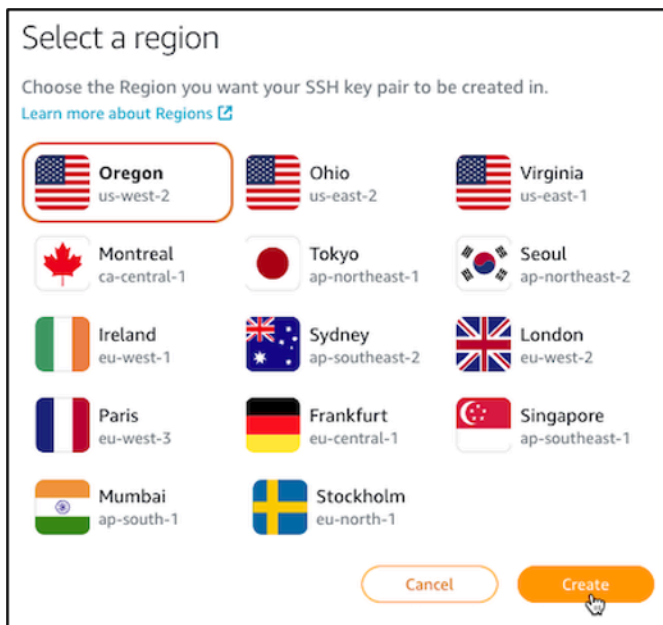 Select a region
Choose the Region you want your SSH key pair to be created in.
Learn more about Regions
Oregon
us-west-2
Ohio
us-east-2
Virginia
us-east-1
Montreal
ca-central-1
Tokyo
ap-northeast-1
Seoul
ap-northeast-2
Ireland
eu-west-1
Sydney
ap-southeast-2
London
eu-west-2
Paris
eu-west-3
Frankfurt
eu-central-1
Singapore
ap-southeast-1
Mumbai
ap-south-1
Stockholm
eu-north-1
Cancel
Create